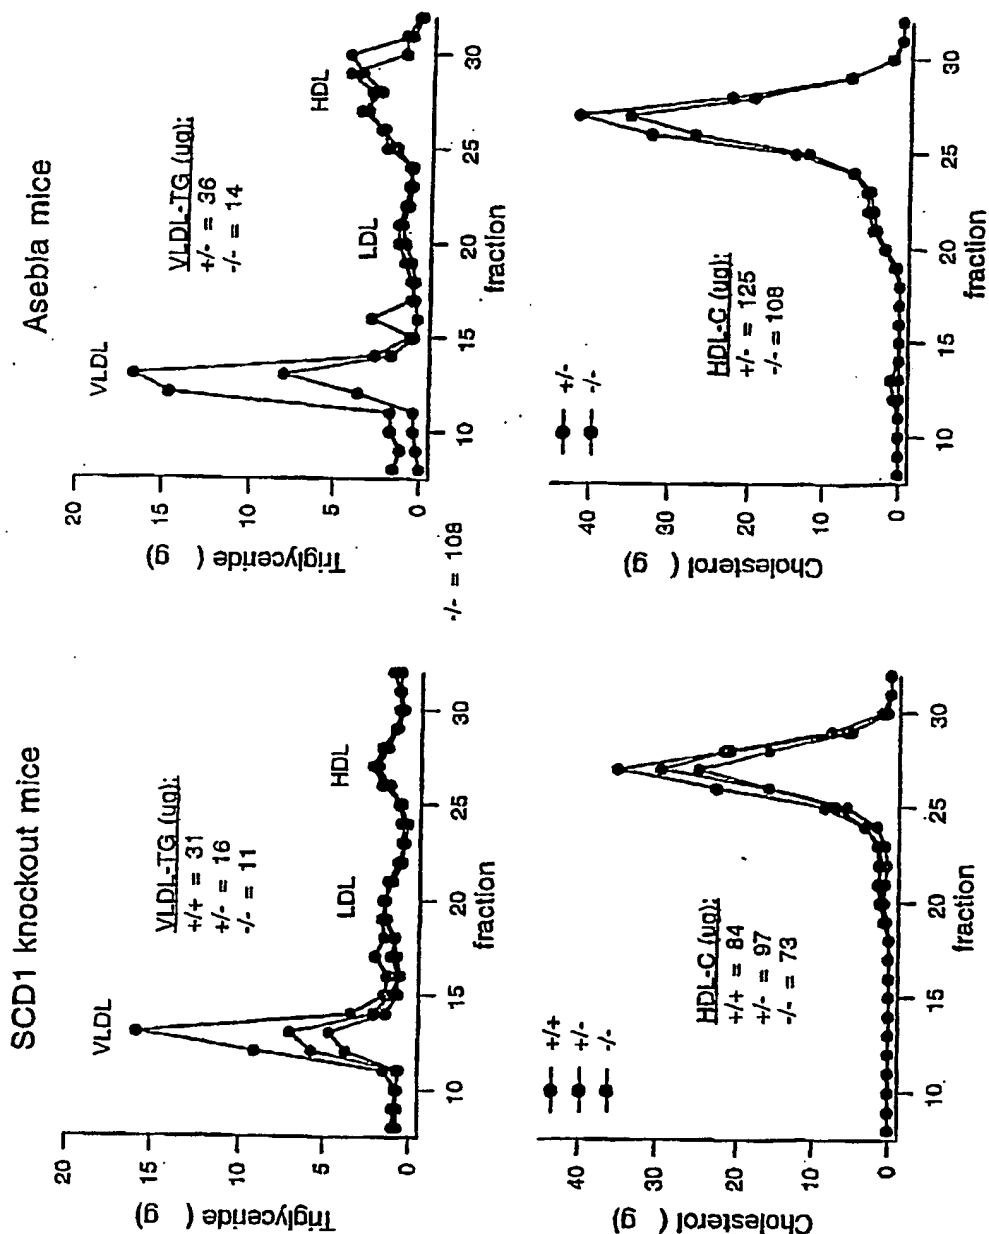 SCD1 knockout mice
20
15
10
5
0
Triglyceride ( g)
VLDL
VLDL-TG (ug):
+/+ = 31
+/- = 16
-/- = 11
LDL
HDL
10
15
20
25
30
fraction
Asebia mice
20
15
10
5
0
Triglyceride ( g)
VLDL
VLDL-TG (ug):
+/- = 36
-/- = 14
LDL
HDL
10
15
20
25
30
fraction
-/- = 108
40
30
20
10
0
Cholesterol ( g)
+/+
+/-
-/-
HDL-C (ug):
+/+ = 84
+/- = 97
-/- = 73
10
15
20
25
30
fraction
40
30
20
10
0
Cholesterol ( g)
+/-
-/-
HDL-C (ug):
+/- = 125
-/- = 108
10
15
20
25
30
fraction